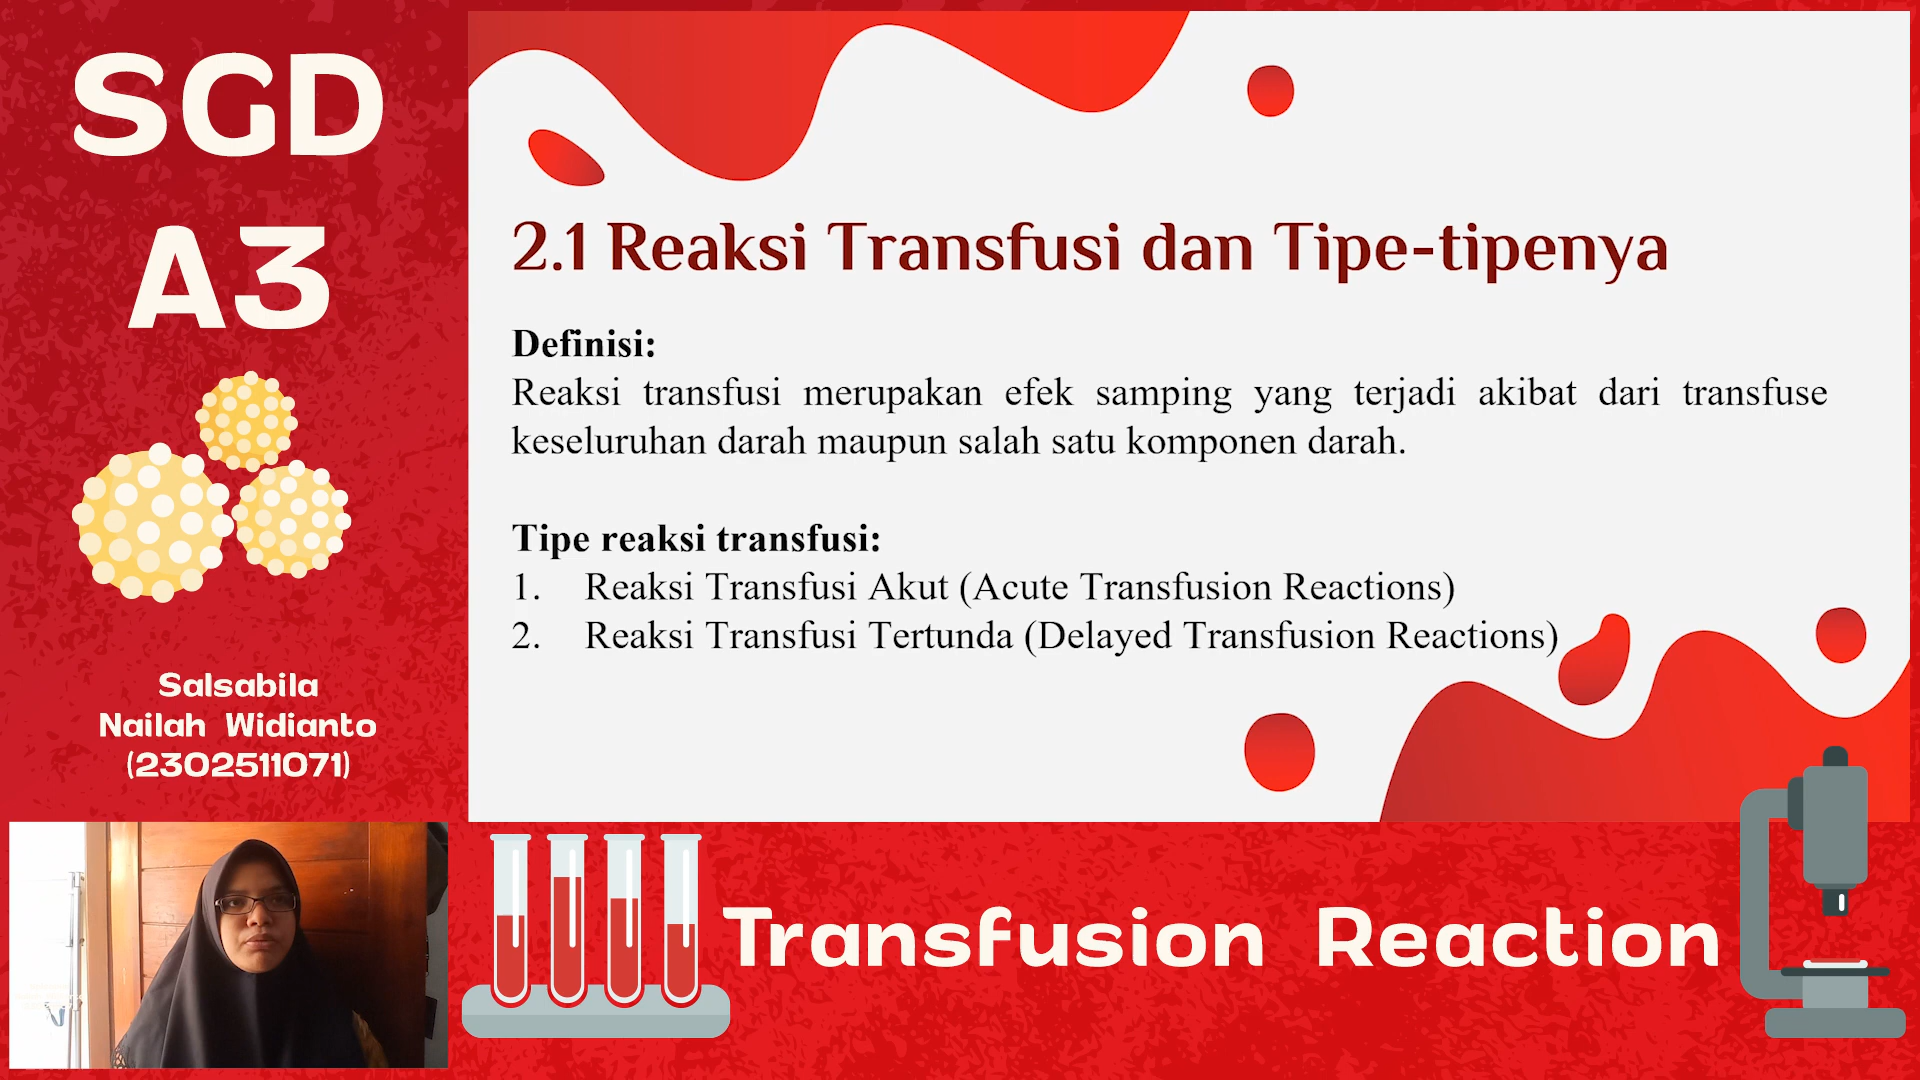 SGD
A3
Salsabila
Nailah Widianto
(2302511071)
2.1 Reaksi Transfusi dan Tipe-tipenya
Definisi:
Reaksi transfusi merupakan efek samping yang terjadi akibat dari transfuse
keseluruhan darah maupun salah satu komponen darah.
Tipe reaksi transfusi:
1. Reaksi Transfusi Akut (Acute Transfusion Reactions)
2. Reaksi Transfusi Tertunda (Delayed Transfusion Reactions)
Transfusion Reaction